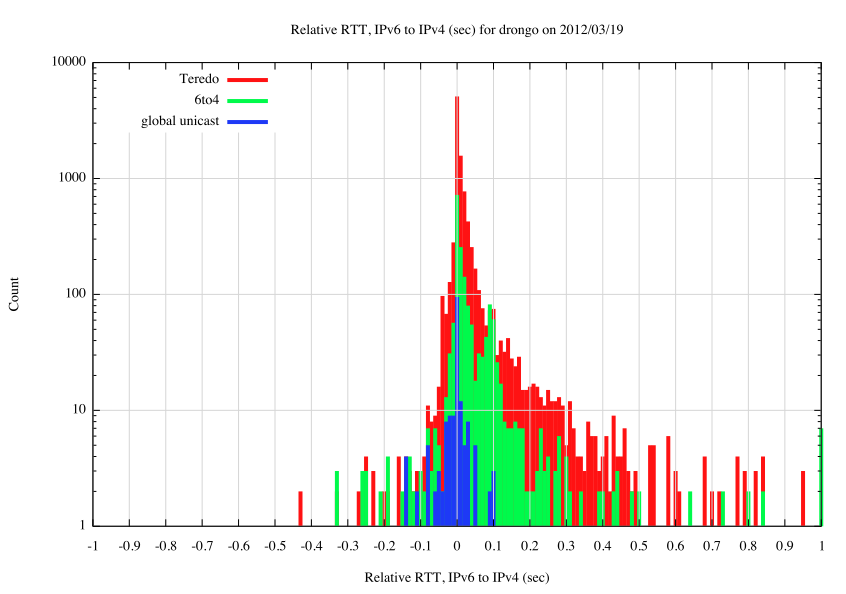 Relative RTT, IPv6 to IPv4 (sec) for drongo on 2012/03/19
10000
1000
100
10
1
Count
Teredo
6to4
global unicast
-1 -0.9 -0.8 -0.7 -0.6 -0.5 -0.4 -0.3 -0.2 -0.1 0 0.1 0.2 0.3 0.4 0.5 0.6 0.7 0.8 0.9 1
Relative RTT, IPv6 to IPv4 (sec)